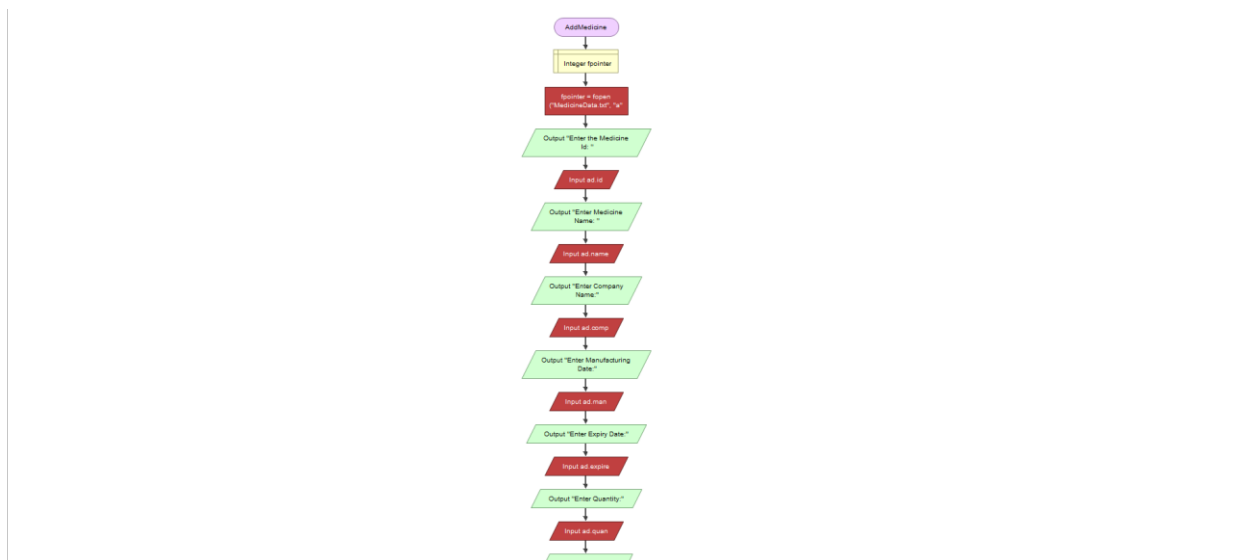 AddMedicine
Integer fpointer
fpointer = fopen
("MedicineData.txt", "a"
Output "Enter the Medicine
Id: "
Input ad.id
Output "Enter Medicine
Name: "
Input ad.name
Output "Enter Company
Name:"
Input ad.comp
Output "Enter Manufacturing
Date:"
Input ad.man
Output "Enter Expiry Date:"
Input ad.expire
Output "Enter Quantity:"
Input ad.quan